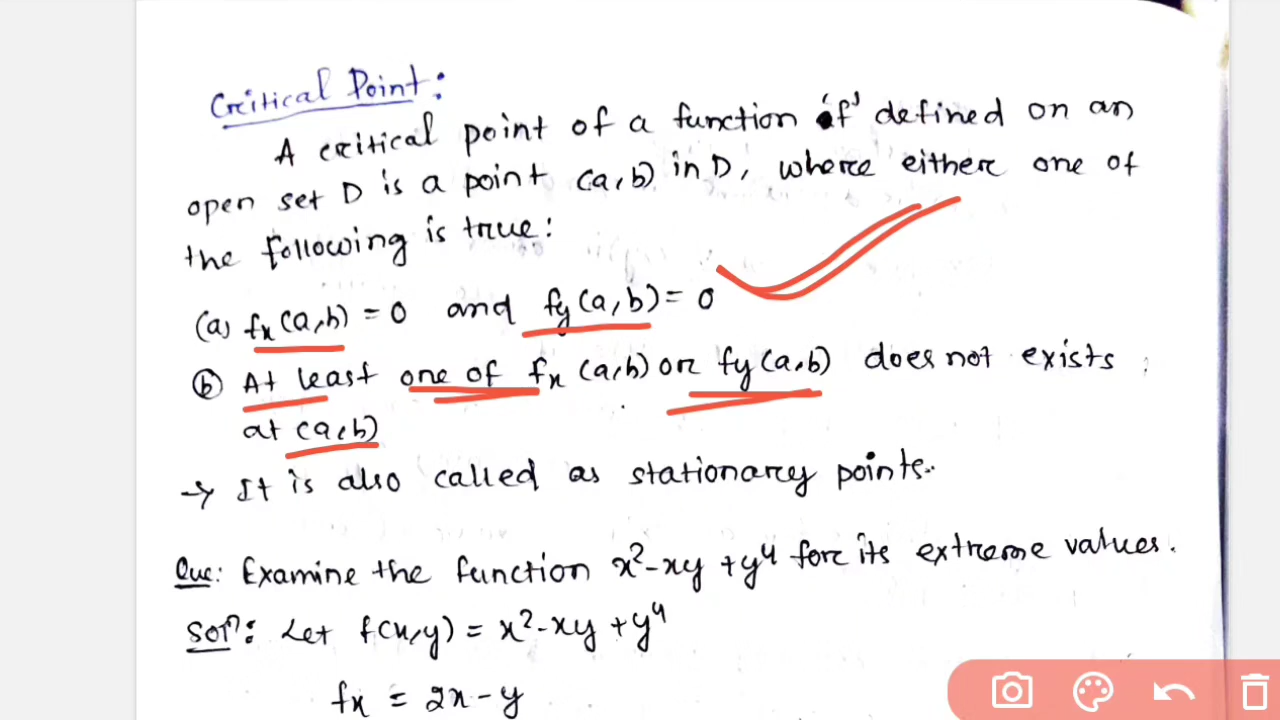 Critical Point:
A critical point of a function 'f' defined on an
open set D is a point (a,b) in D, where either one of
the following is true:
(a) fx (a,b) = 0 and fy (a,b) = 0
(b) At least one of fx (a,b) or fy (a,b) does not exists
at (a,b)
→ It is also called as stationary points.
Que: Examine the function x²-xy+y⁴ for its extreme values.
Solⁿ: Let f(x,y) = x²-xy+y⁴
fx = 2x-y